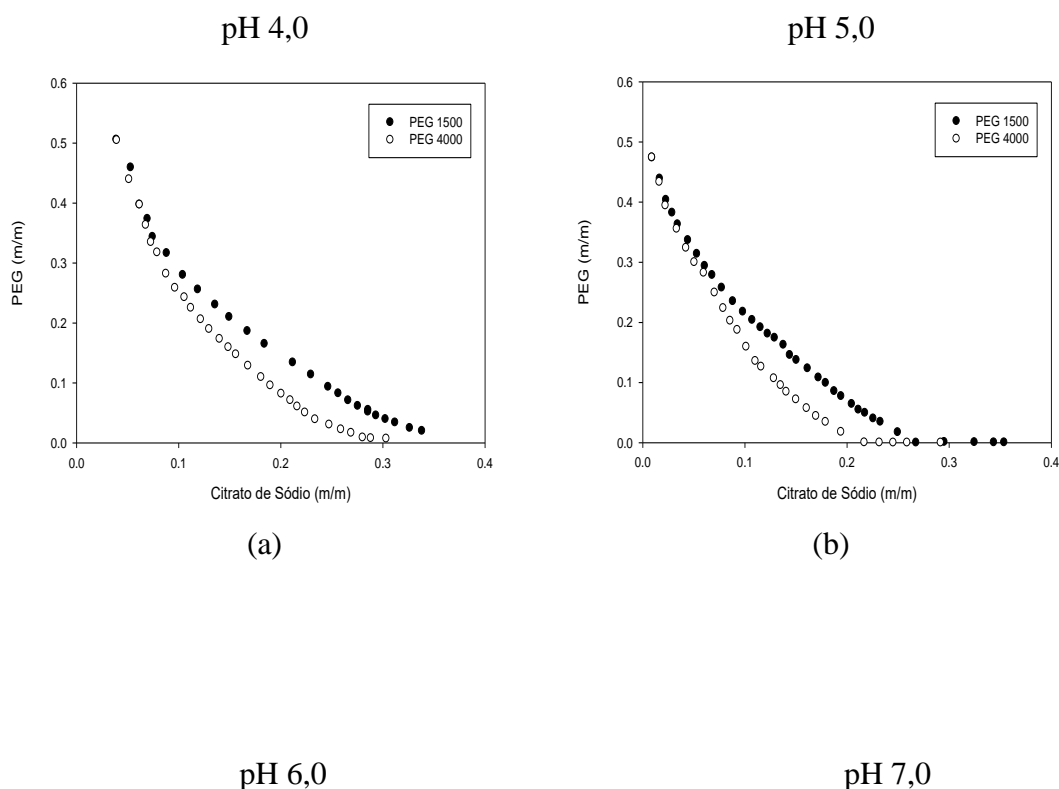 pH 4,0
pH 5,0
0.6
0.5
0.4
0.3
0.2
0.1
0.0
PEG (m/m)
PEG 1500
PEG 4000
0.0 0.1 0.2 0.3 0.4
Citrato de Sódio (m/m)
(a)
0.6
0.5
0.4
0.3
0.2
0.1
0.0
PEG (m/m)
PEG 1500
PEG 4000
0.0 0.1 0.2 0.3 0.4
Citrato de Sódio (m/m)
(b)
pH 6,0
pH 7,0